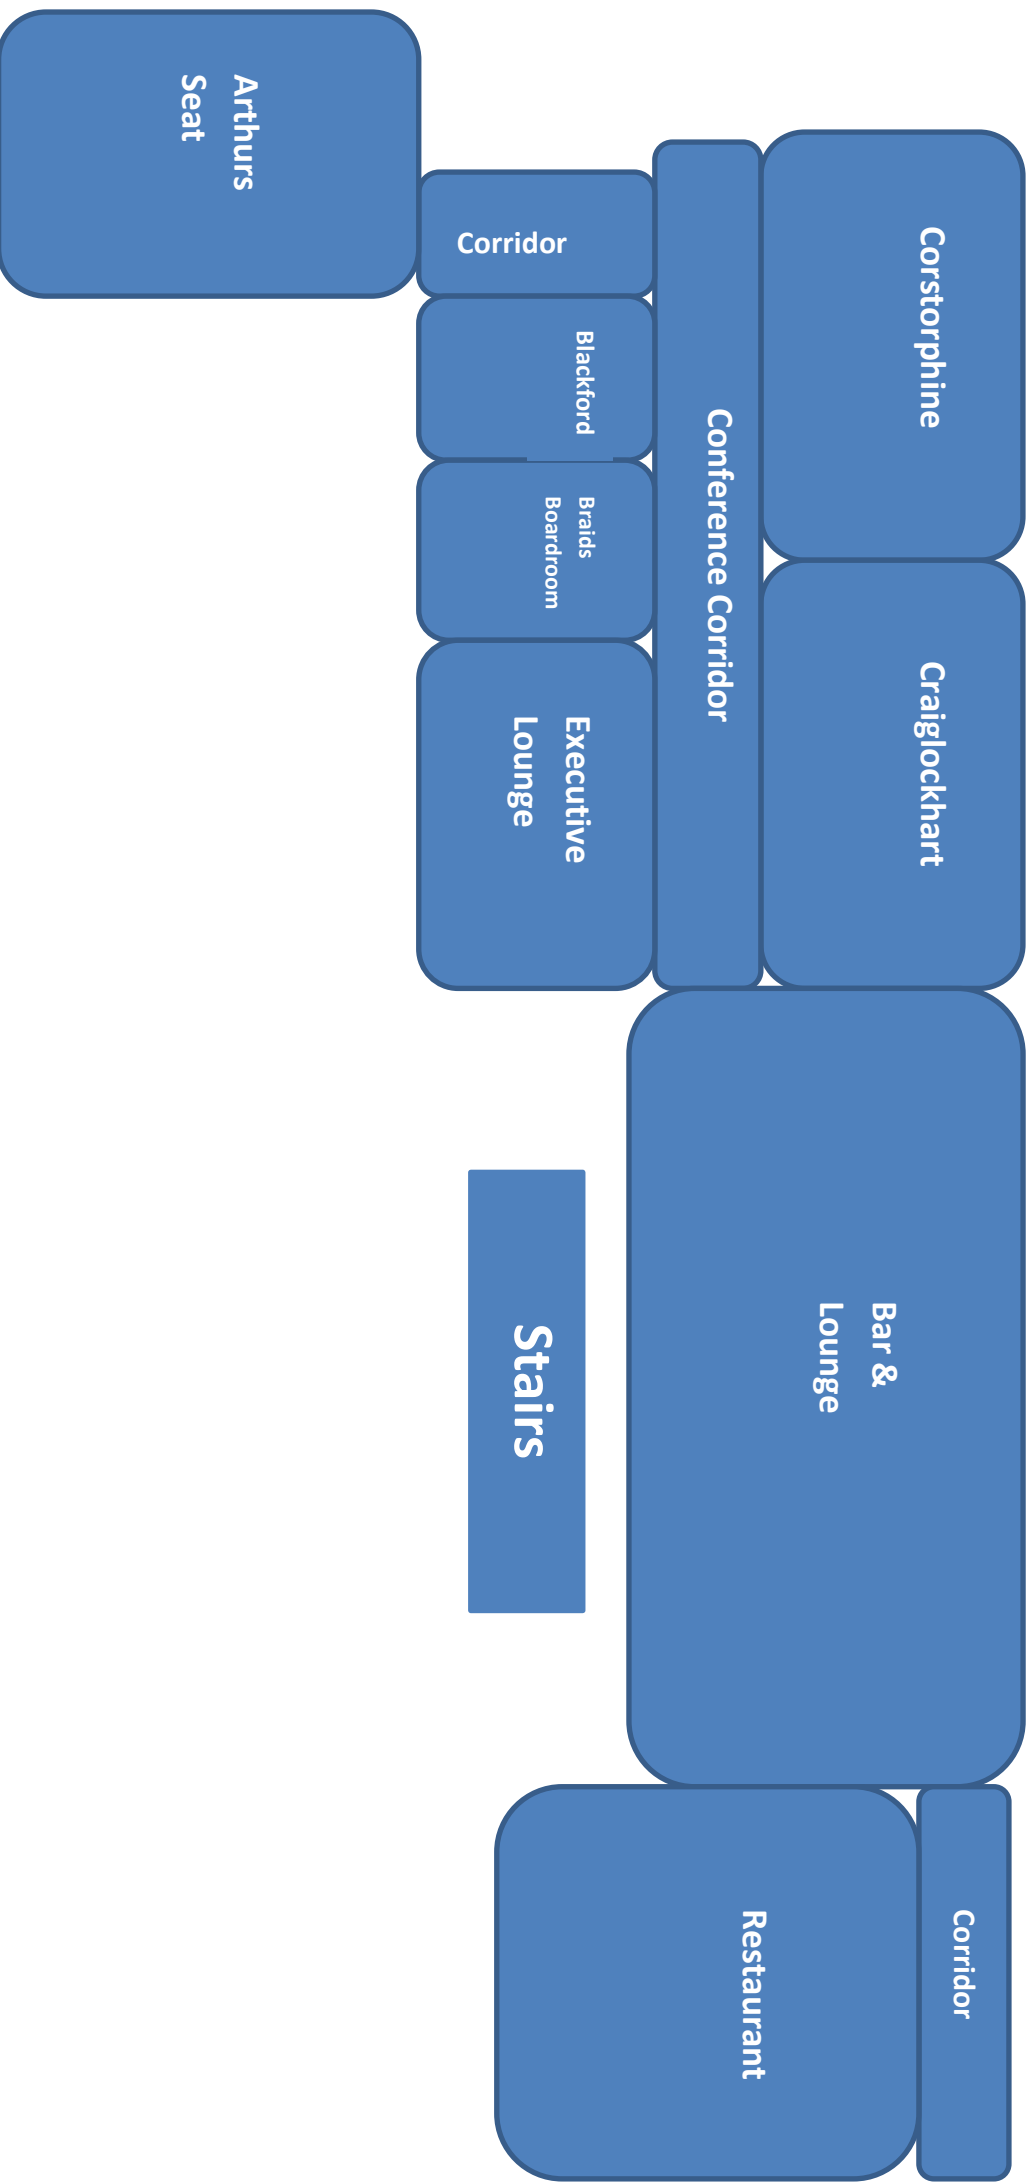 Arthurs
Seat
Corridor
Blackford
Braids
Boardroom
Executive
Lounge
Conference Corridor
Corstorphine
Craiglockhart
Bar &
Lounge
Stairs
Restaurant
Corridor